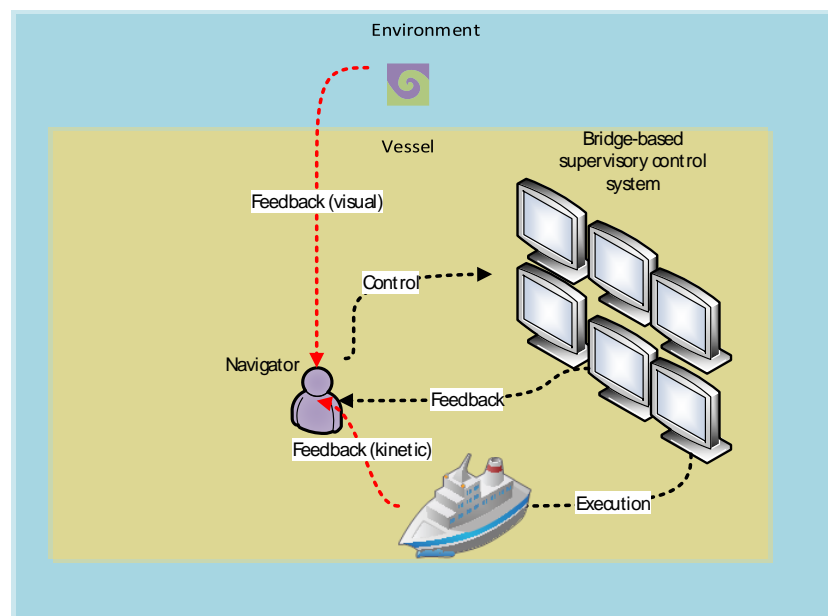 Environment
Vessel
Bridge-based
supervisory control
system
Feedback (visual)
Control
Navigator
Feedback
Feedback (kinetic)
Execution